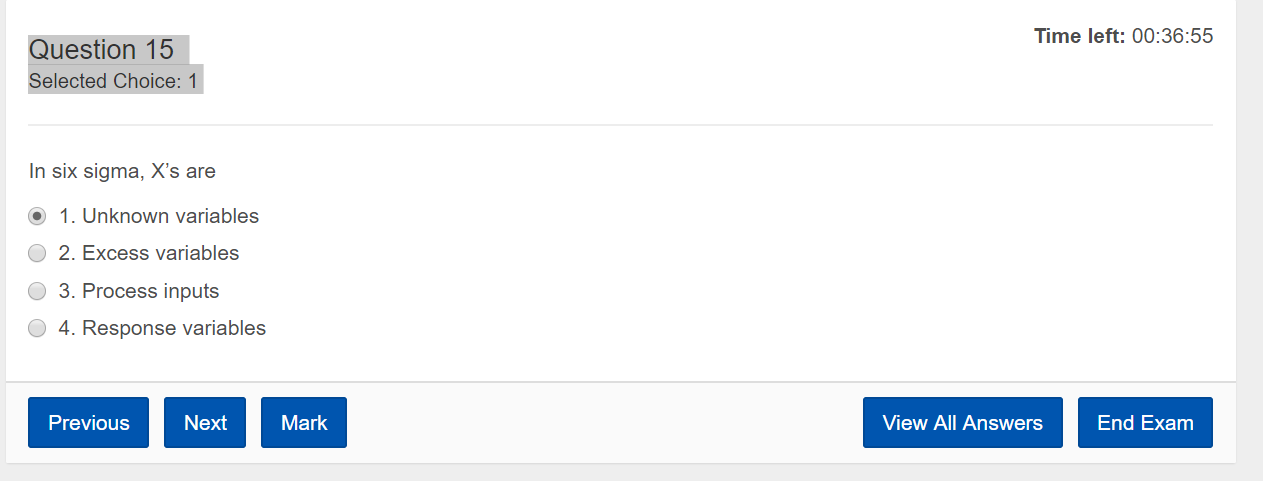 Question 15
Time left: 00:36:55
Selected Choice: 1
In six sigma, X’s are
1. Unknown variables
2. Excess variables
3. Process inputs
4. Response variables
Previous Next Mark View All Answers End Exam